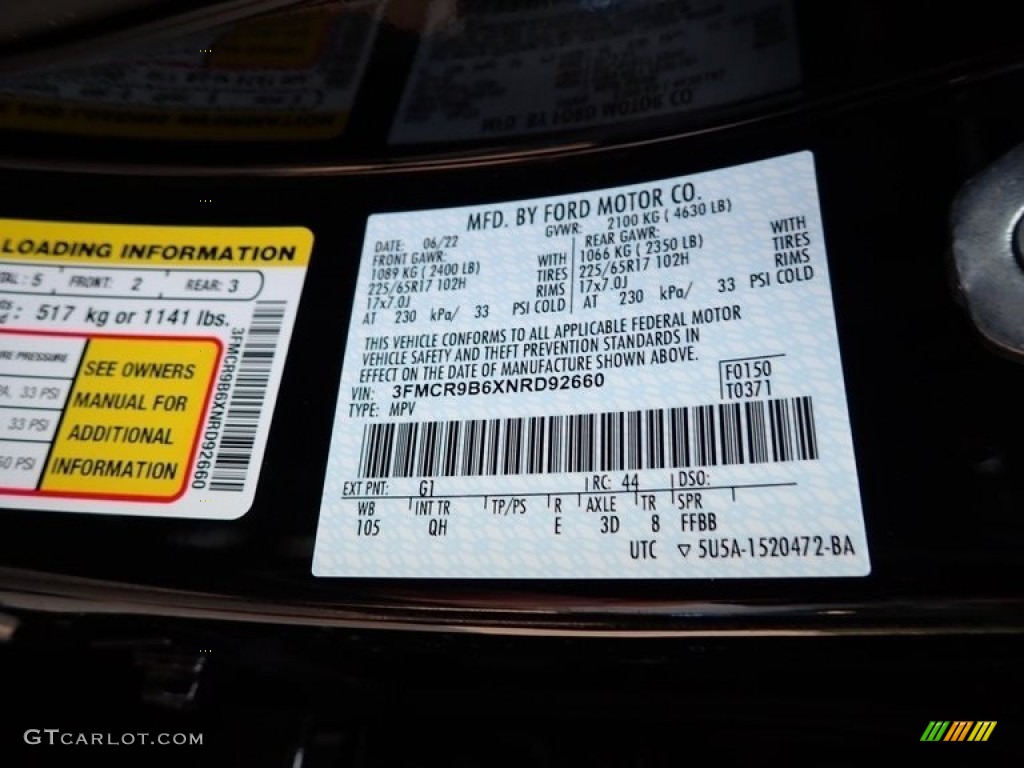 MFD. BY FORD MOTOR CO.
DATE: 06/22 GVWR: 2100 KG ( 4630 LB)
FRONT GAWR: REAR GAWR:
1089 KG ( 2400 LB) WITH 1066 KG ( 2350 LB) WITH
225/65R17 102H TIRES 225/65R17 102H TIRES
17x7.0J RIMS 17x7.0J RIMS
AT 230 kPa/ 33 PSI COLD AT 230 kPa/ 33 PSI COLD
THIS VEHICLE CONFORMS TO ALL APPLICABLE FEDERAL MOTOR
VEHICLE SAFETY AND THEFT PREVENTION STANDARDS IN
EFFECT ON THE DATE OF MANUFACTURE SHOWN ABOVE.
VIN: 3FMCR9B6XNRD92660
TYPE: MPV
F0150
T0371
EXT PNT: G1 RC: 44 DSO:
WB INT TR TP/PS R AXLE TR SPR
105 QH E 3D 8 FFBB
UTC ▽ 5U5A-1520472-BA
LOADING INFORMATION
FRONT: 2 REAR: 3
517 kg or 1141 lbs.
PRESSURE
33 PSI
33 PSI
PSI
SEE OWNERS
MANUAL FOR
ADDITIONAL
INFORMATION
3FMCR9B6XNRD92660
GTCARLOT.COM